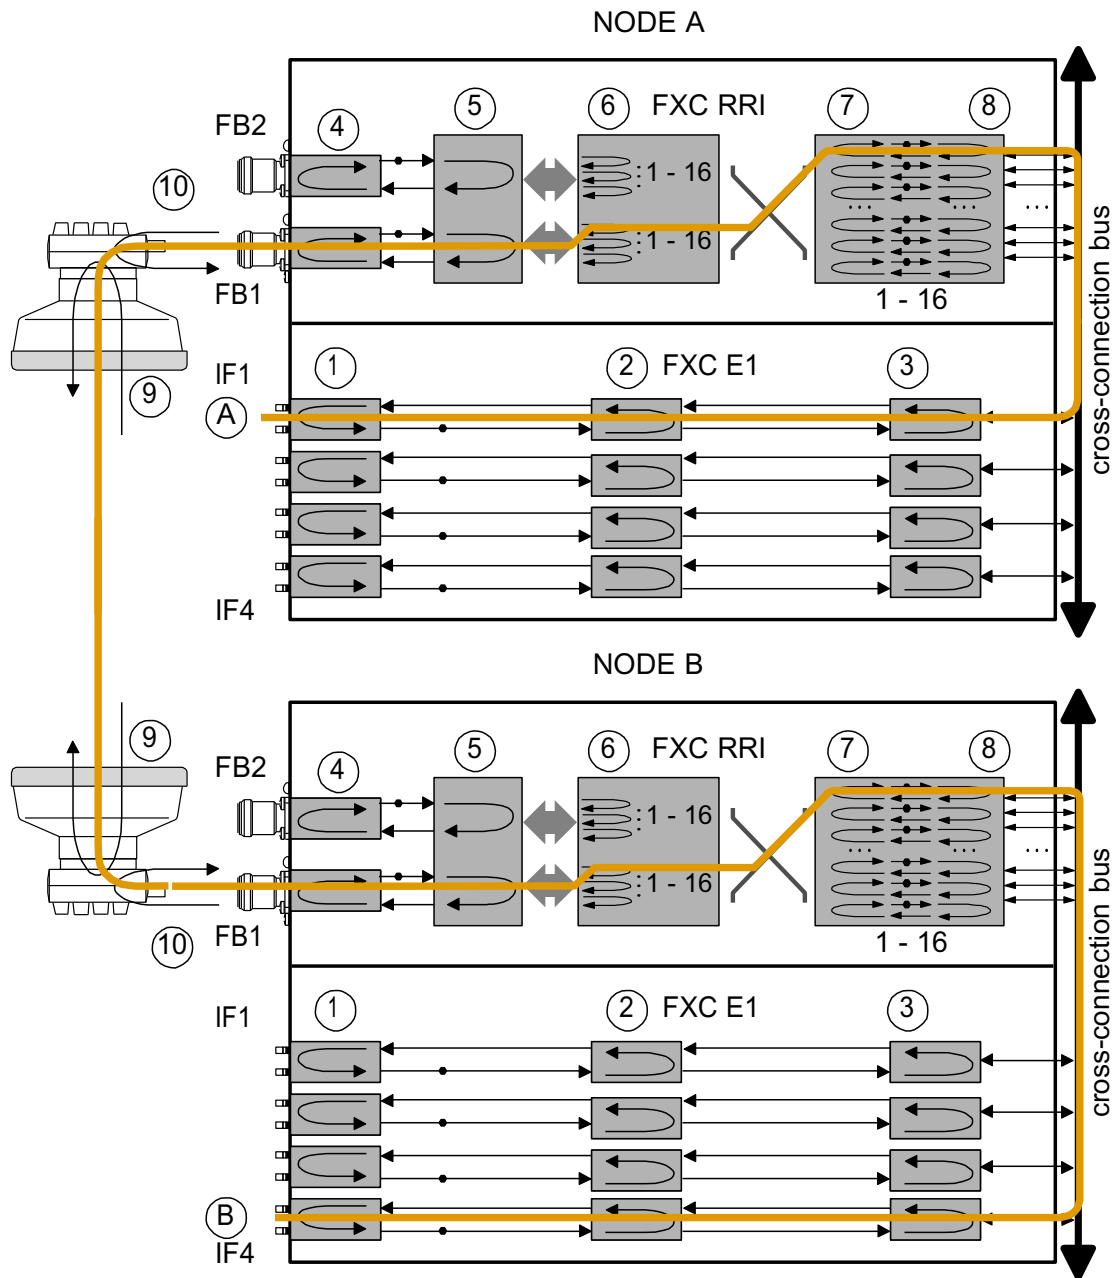 NODE A
5 6 FXC RRI 7 8
FB2 4
10 1 - 16
1 - 16
FB1 1 - 16
cross-connection bus
IF1 1 2 FXC E1 3
9
A
IF4
NODE B
9 5 6 FXC RRI 7 8
FB2 4
1 - 16
1 - 16
FB1 1 - 16
10
cross-connection bus
IF1 1 2 FXC E1 3
B
IF4